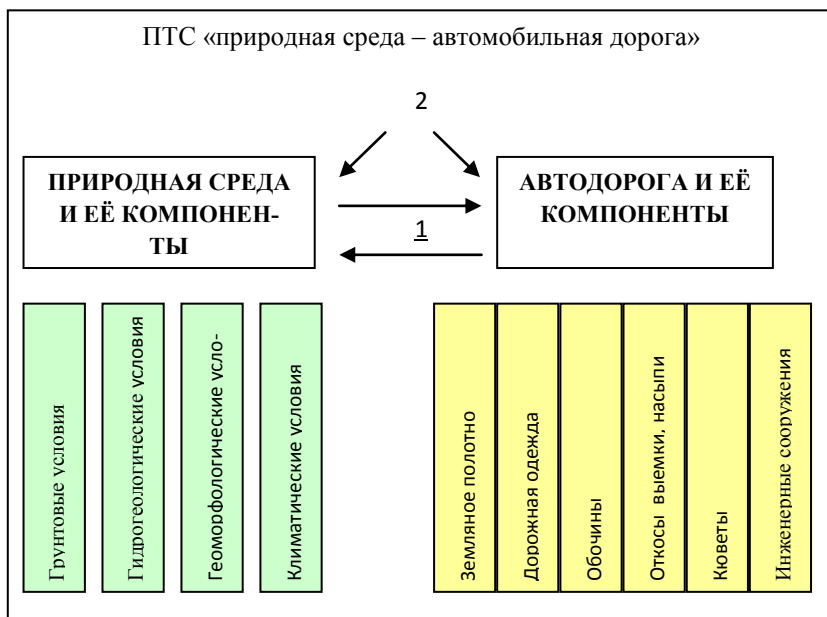 ПТС «природная среда – автомобильная дорога»
2
ПРИРОДНАЯ СРЕДА
И ЕЁ КОМПОНЕН-
ТЫ
АВТОДОРОГА И ЕЁ
КОМПОНЕНТЫ
1
Грунтовые условия
Гидрогеологические условия
Геоморфологические усло-
Климатические условия
Земляное полотно
Дорожная одежда
Обочины
Откосы выемки, насыпи
Кюветы
Инженерные сооружения